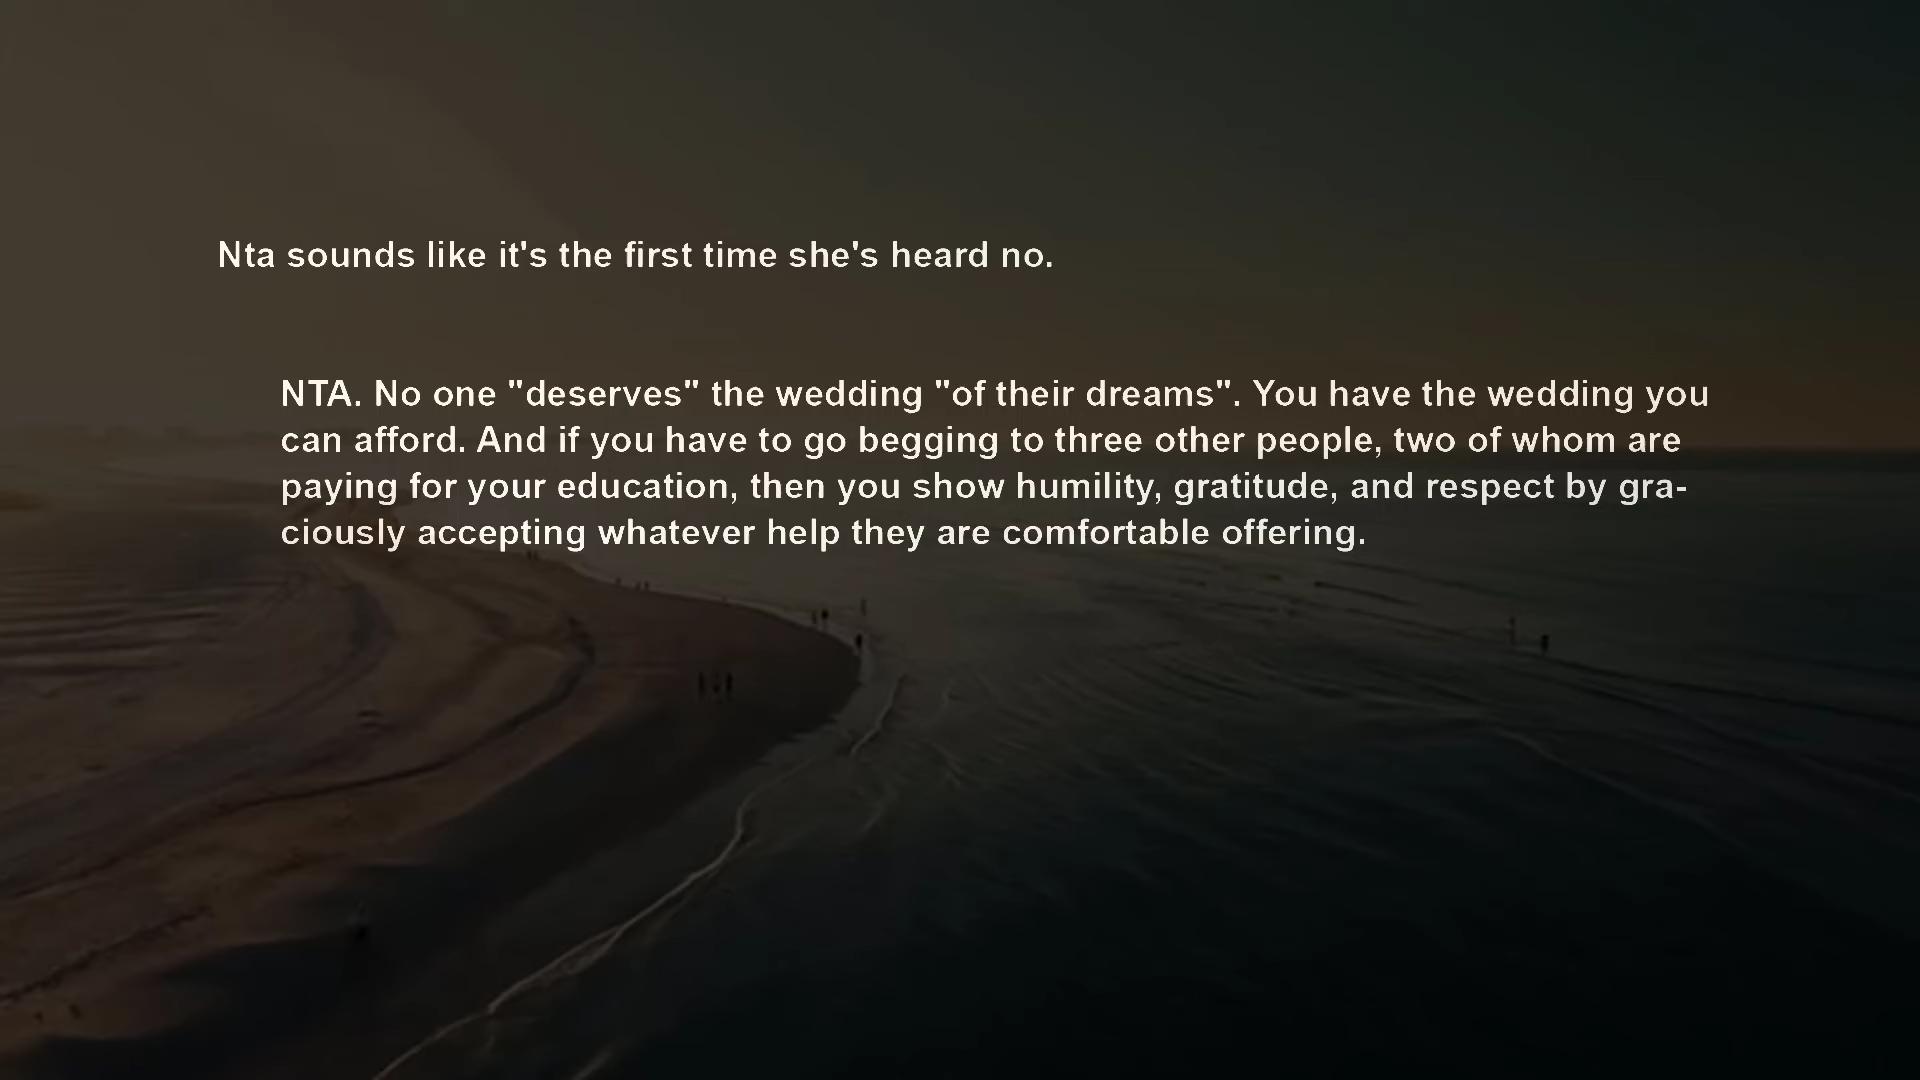 Nta sounds like it's the first time she's heard no.
NTA. No one "deserves" the wedding "of their dreams". You have the wedding you
can afford. And if you have to go begging to three other people, two of whom are
paying for your education, then you show humility, gratitude, and respect by gra-
ciously accepting whatever help they are comfortable offering.